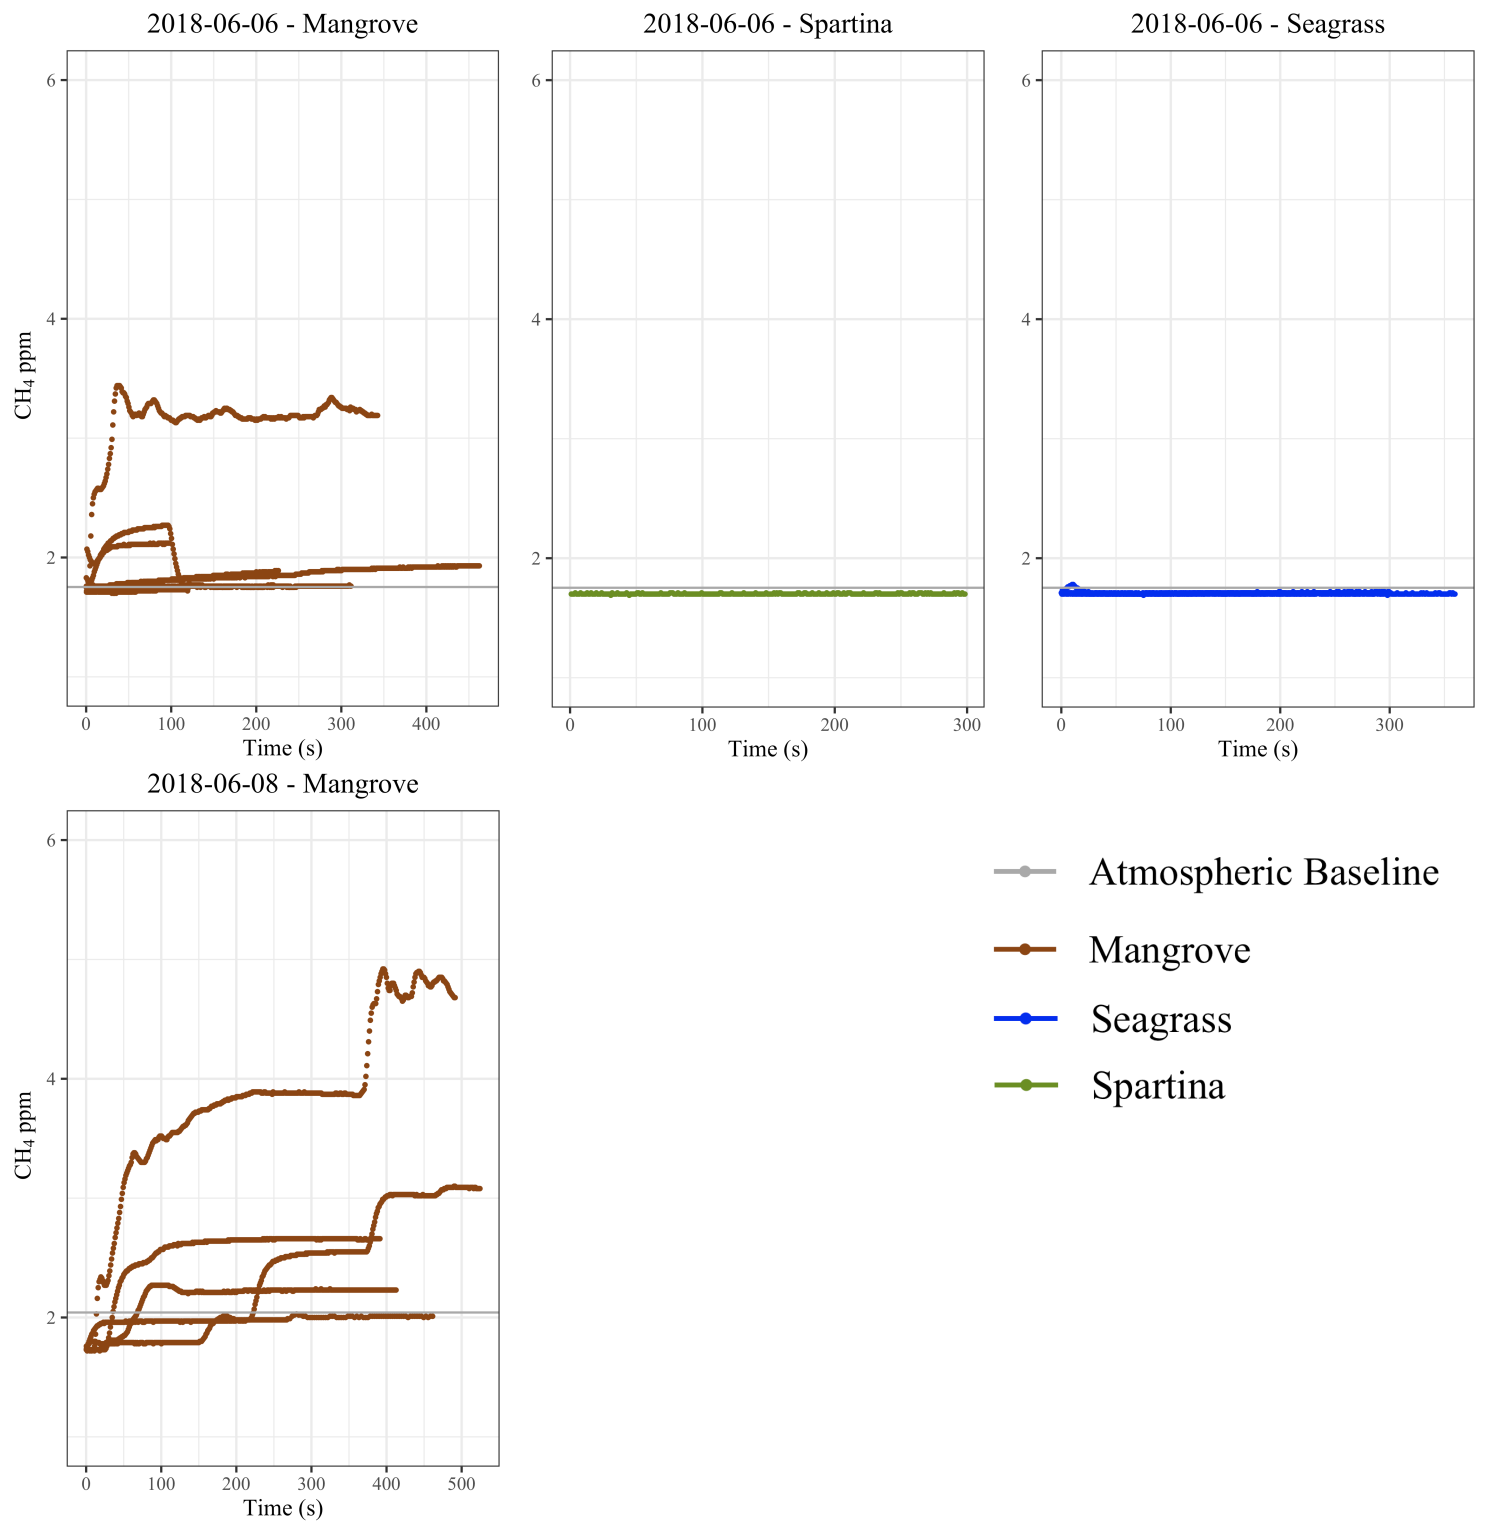 2018-06-06 - Mangrove
2018-06-06 - Spartina
2018-06-06 - Seagrass
CH₄ ppm
6
4
2
0 100 200 300 400
Time (s)
6
4
2
0 100 200 300
Time (s)
6
4
2
0 100 200 300
Time (s)
2018-06-08 - Mangrove
CH₄ ppm
6
4
2
0 100 200 300 400 500
Time (s)
Atmospheric Baseline
Mangrove
Seagrass
Spartina